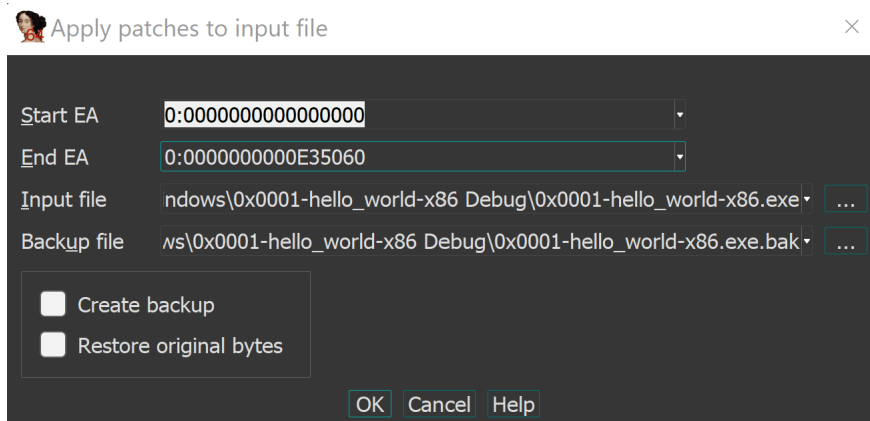 64 Apply patches to input file
Start EA 0:0000000000000000
End EA 0:0000000000E35060
Input file ndows\0x0001-hello_world-x86 Debug\0x0001-hello_world-x86.exe ...
Backup file ws\0x0001-hello_world-x86 Debug\0x0001-hello_world-x86.exe.bak ...
Create backup
Restore original bytes
OK Cancel Help